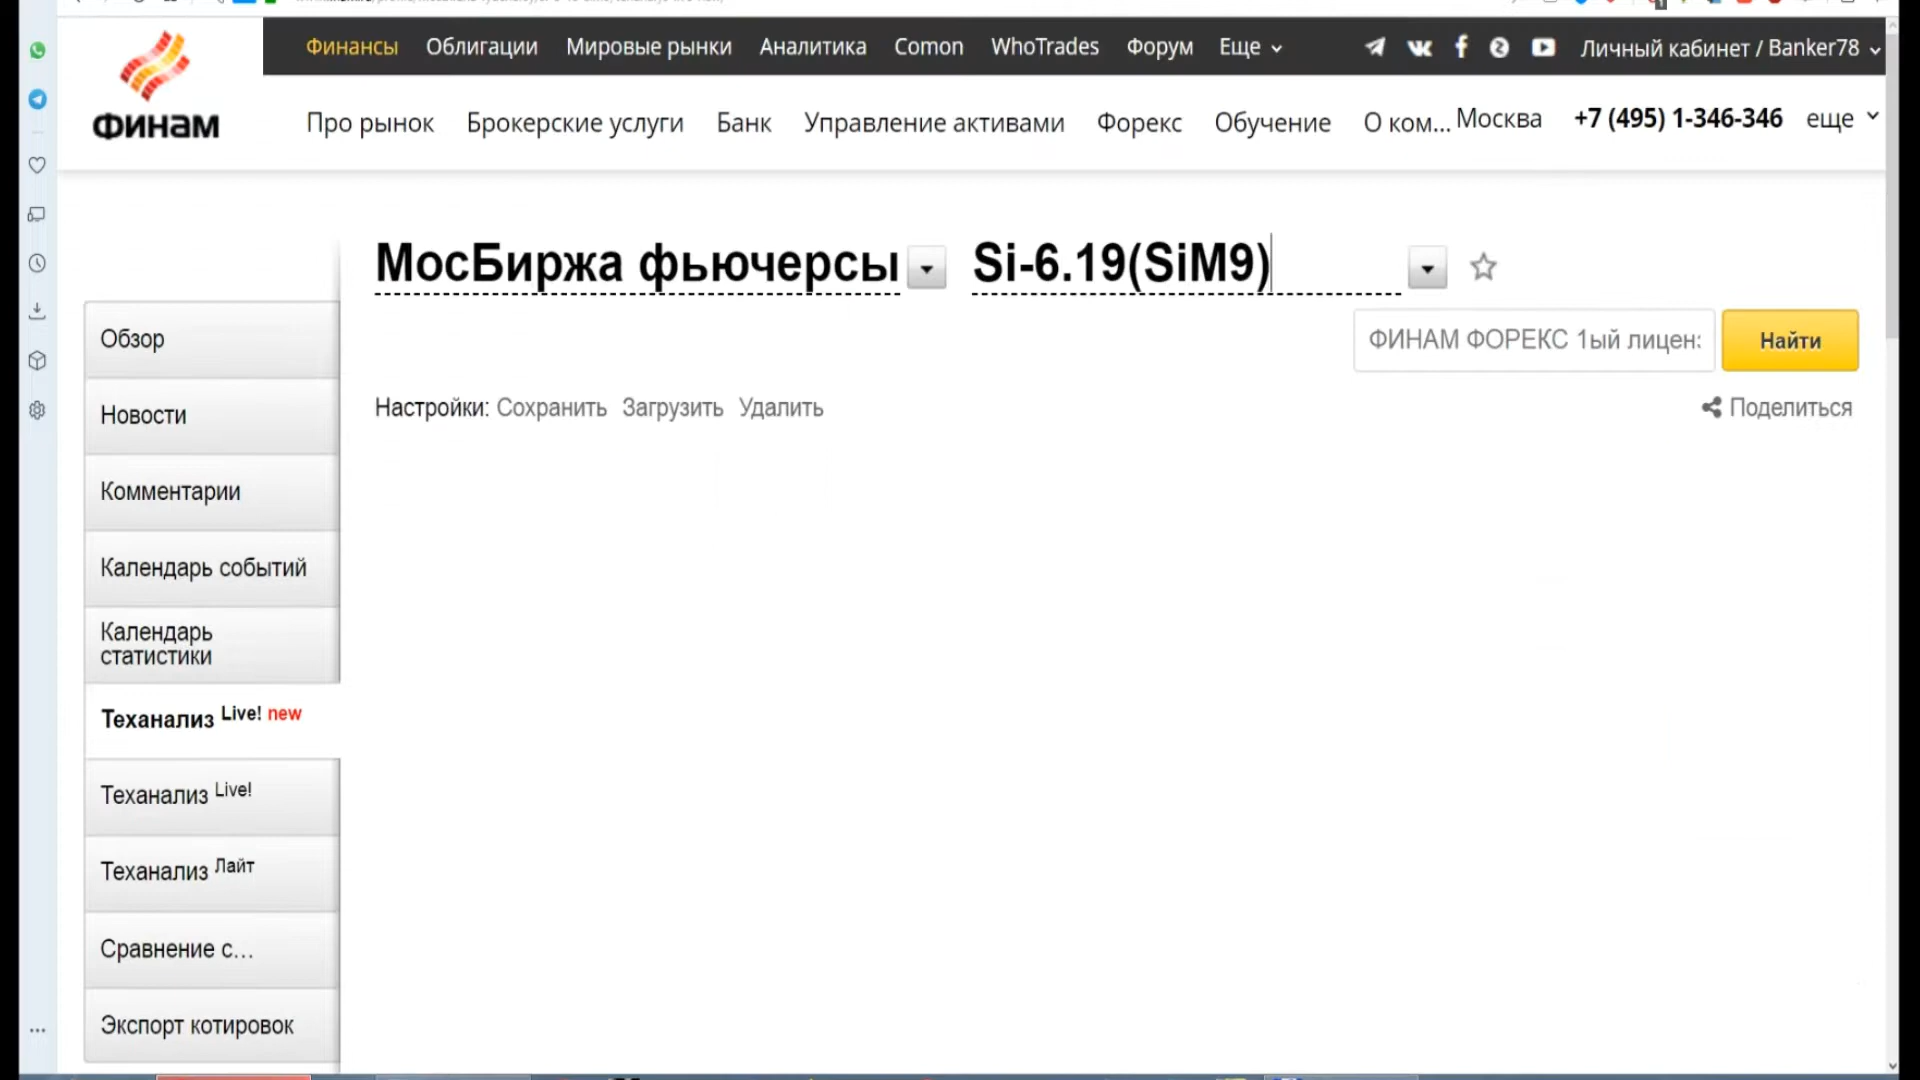 Финансы Облигации Мировые рынки Аналитика Comon WhoTrades Форум Еще Личный кабинет / Banker78
ФИНАМ
Про рынок Брокерские услуги Банк Управление активами Форекс Обучение О ком... Москва +7 (495) 1-346-346 еще
МосБиржа фьючерсы Si-6.19(SiM9)
ФИНАМ ФОРЕКС 1ый лиценз Найти
Настройки: Сохранить Загрузить Удалить Поделиться
Обзор
Новости
Комментарии
Календарь событий
Календарь
статистики
Теханализ Live! new
Теханализ Live!
Теханализ Лайт
Сравнение с...
Экспорт котировок